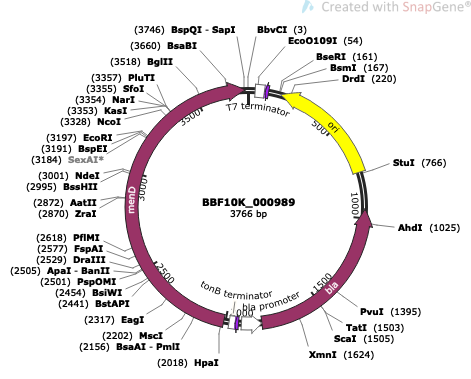 Created with SnapGene®
(3746) BspQI - SapI
BbvCI (3)
(3660) BsaBI
EcoO109I (54)
(3518) BglII
BseRI (161)
BsmI (167)
DrdI (220)
(3357) PluTI
(3355) SfoI
(3354) NarI
(3353) KasI
(3328) NcoI
(3197) EcoRI
(3191) BspEI
(3184) SexAI*
(3001) NdeI
(2995) BssHII
(2872) AatII
(2870) ZraI
(2618) PflMI
(2577) FspAI
(2529) DraIII
(2505) ApaI - BanII
(2501) PspOMI
(2454) BsiWI
(2441) BstAPI
(2317) EagI
(2202) MscI
(2156) BsaAI - PmlI
(2018) HpaI
T7 terminator
ori
500
StuI (766)
1000
AhdI (1025)
BBF10K_000989
3766 bp
menD
3500
3000
2500
tonB terminator
bla promoter
1500
bla
PvuI (1395)
TatI (1503)
ScaI (1505)
XmnI (1624)